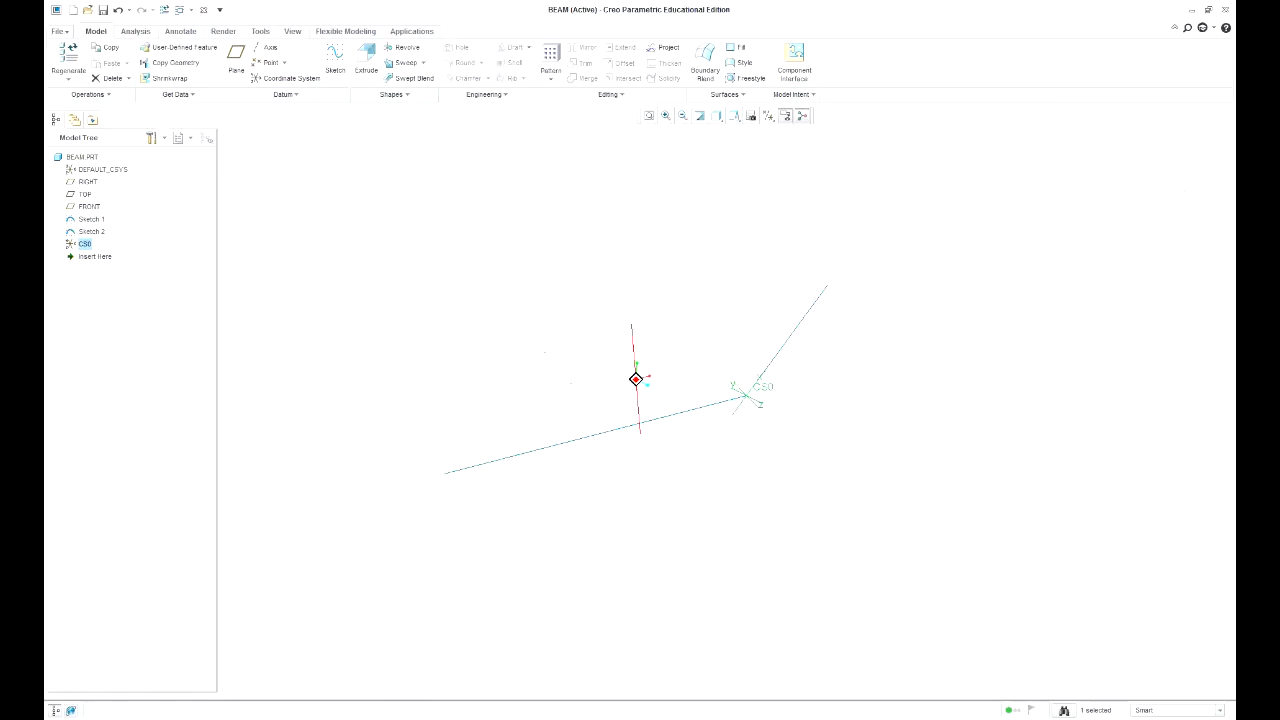 BEAM (Active) - Creo Parametric Educational Edition
File Model Analysis Annotate Render Tools View Flexible Modeling Applications
Regenerate
Copy
Paste
Delete
Operations
User-Defined Feature
Copy Geometry
Shrinkwrap
Get Data
Plane
Axis
Point
Coordinate System
Datum
Sketch
Extrude
Revolve
Sweep
Swept Blend
Shapes
Hole
Round
Chamfer
Draft
Shell
Rib
Engineering
Pattern
Mirror
Trim
Merge
Extend
Offset
Intersect
Project
Thicken
Solidify
Editing
Boundary
Blend
Fill
Style
Freestyle
Surfaces
Component
Interface
Model Intent
Model Tree
BEAM.PRT
DEFAULT_CSYS
RIGHT
TOP
FRONT
Sketch 1
Sketch 2
CS0
Insert Here
Y
CS0
Z
1 selected
Smart